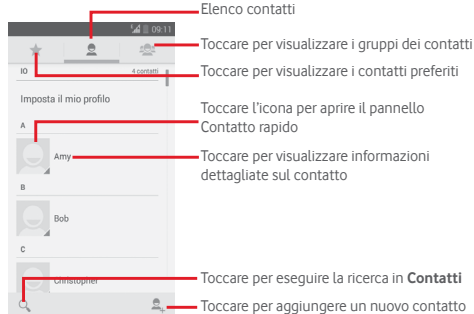 Elenco contatti
09:11
Toccare per visualizzare i gruppi dei contatti
Toccare per visualizzare i contatti preferiti
IO
4 contatti
Imposta il mio profilo
Toccare l'icona per aprire il pannello
Contatto rapido
A
Amy
Toccare per visualizzare informazioni
dettagliate sul contatto
B
Bob
C
Christopher
Toccare per eseguire la ricerca in Contatti
Toccare per aggiungere un nuovo contatto